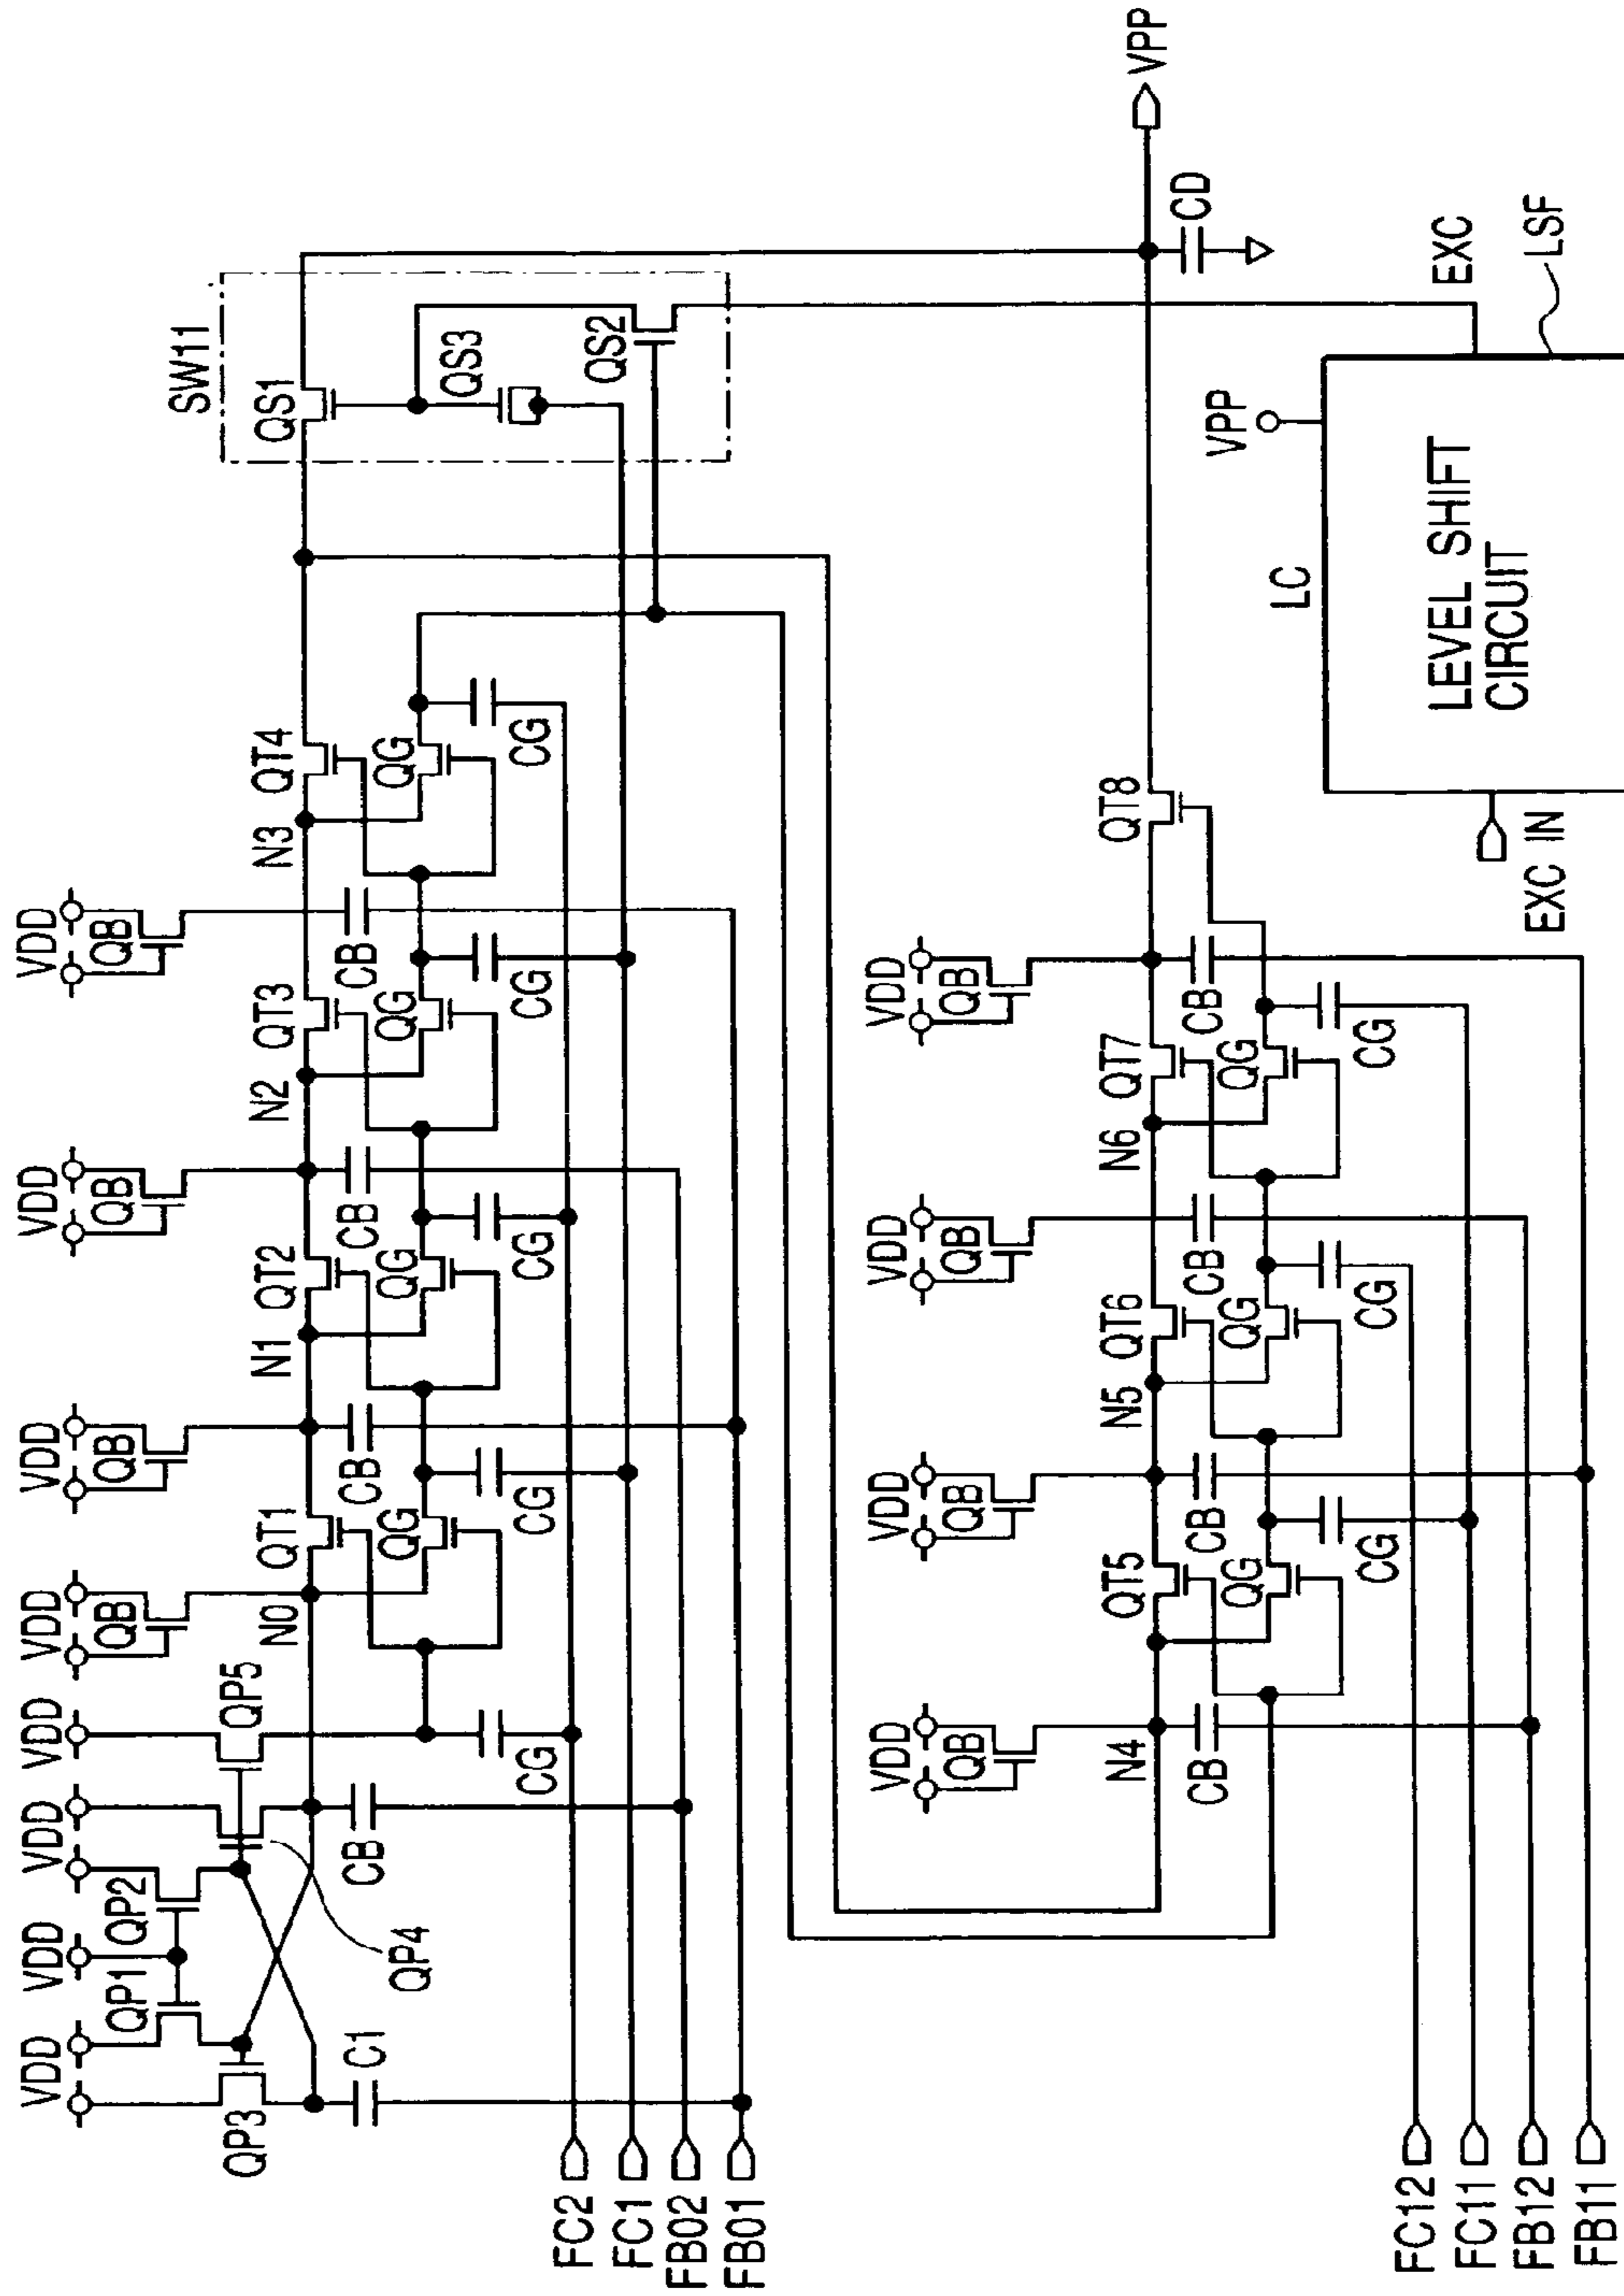 VDD VDD VDD VDD VDD VDD VDD VDD VDD
QP1 QP2 QB QB QB QB
QP3 QP4 QP5
SW11
N0 QT1 N1 QT2 N2 QT3 N3 QT4 QS1
C1 CB CB CB CB
QG QG QG QG QS3
CG CG CG CG CG
QS2
FC2
FC1
FB02
FB01
VDD VDD VDD VDD
QB QB QB QB
N4 QT5 N5 QT6 N6 QT7 QT8
VPP
CB CB CB CB
CD
QG QG QG
CG CG CG
FC12
FC11
FB12
FB11
VPP
LC
EXC
LEVEL SHIFT
CIRCUIT
LSF
EXC IN